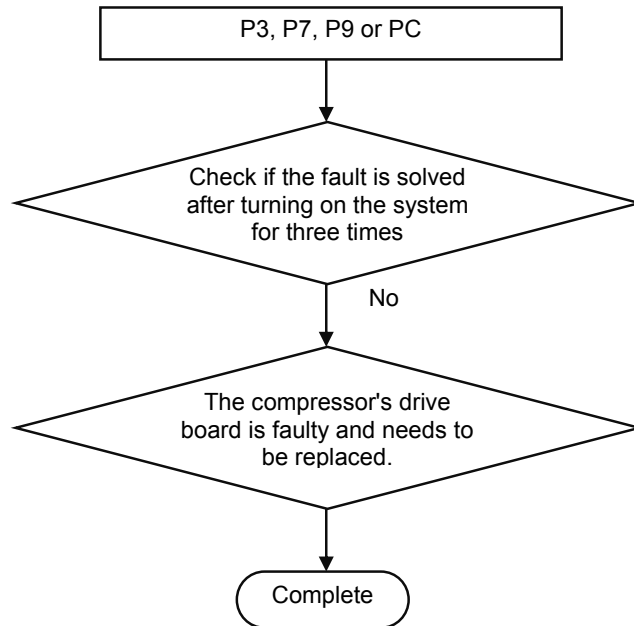 P3, P7, P9 or PC
Check if the fault is solved
after turning on the system
for three times
No
The compressor's drive
board is faulty and needs to
be replaced.
Complete